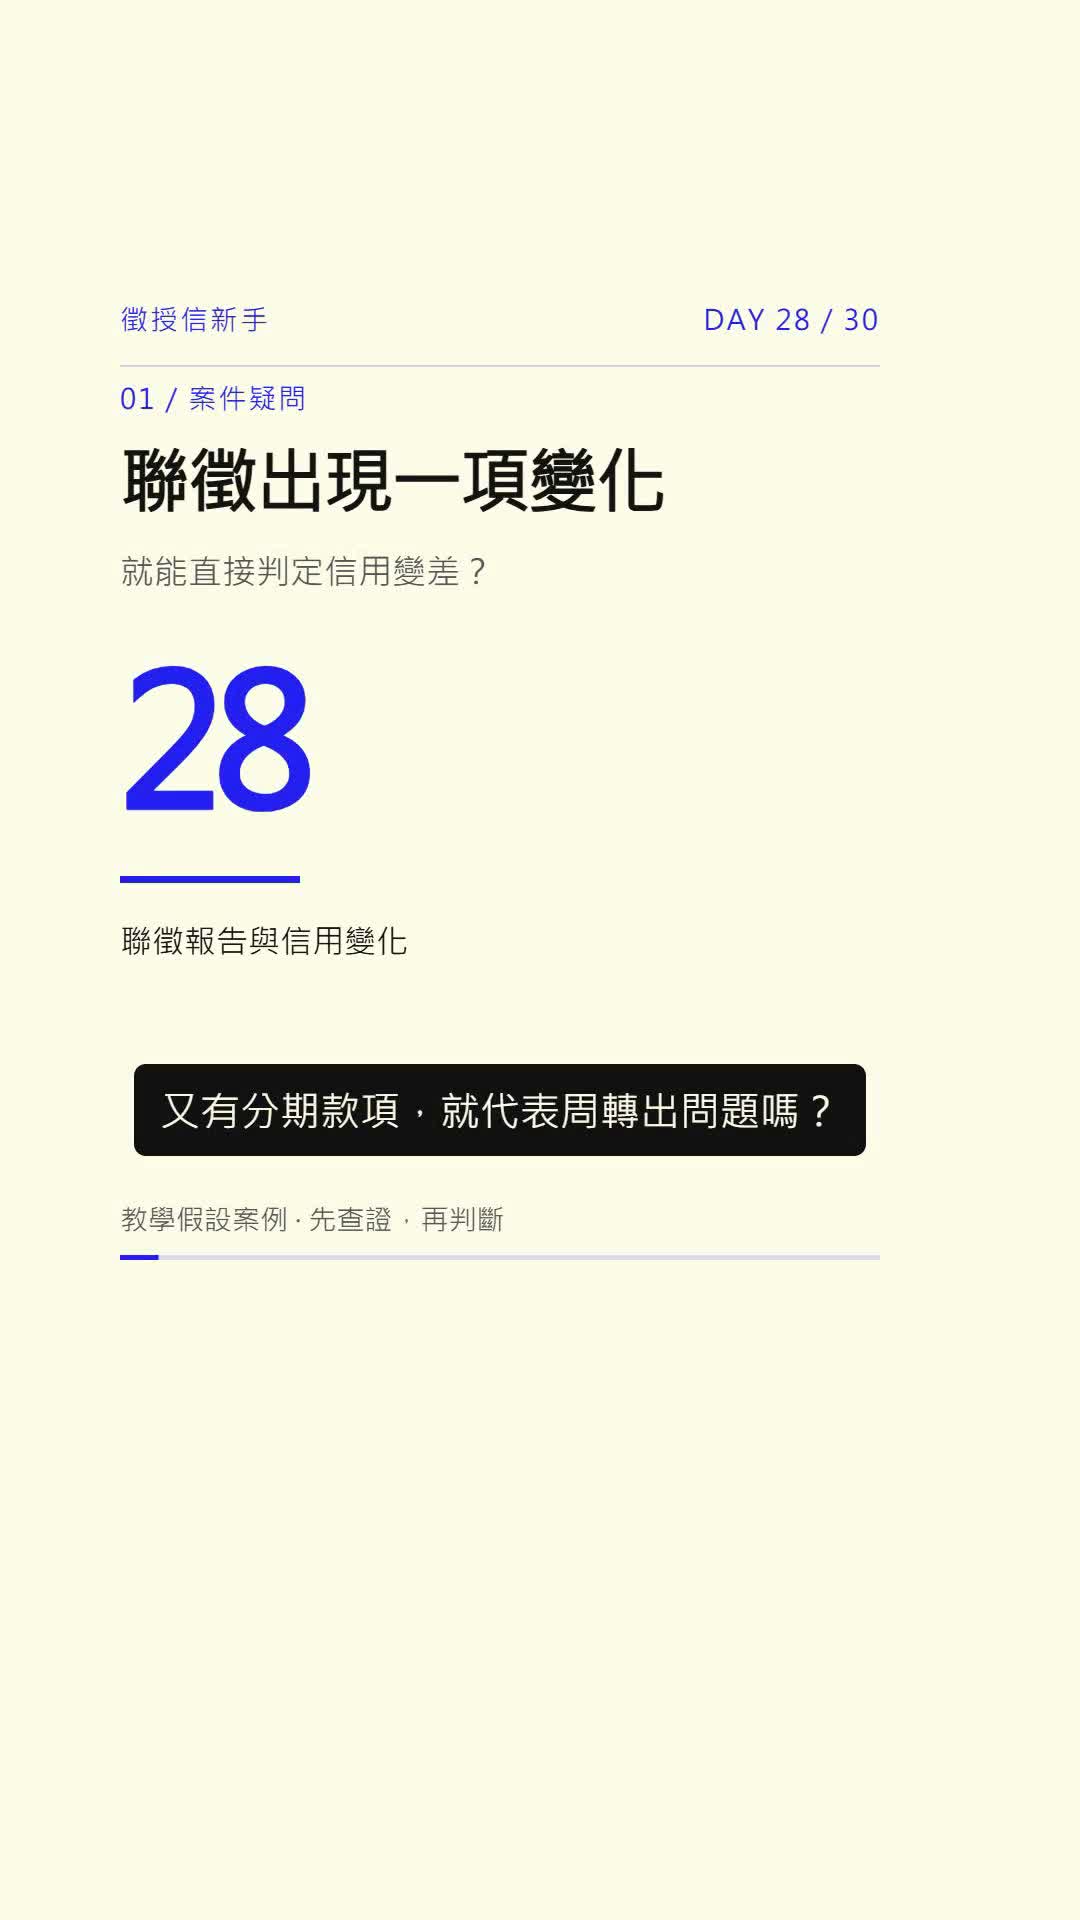 徵授信新手
DAY 28 / 30
01 / 案件疑問
聯徵出現一項變化
就能直接判定信用變差？
28
聯徵報告與信用變化
又有分期款項，就代表周轉出問題嗎？
教學假設案例·先查證，再判斷